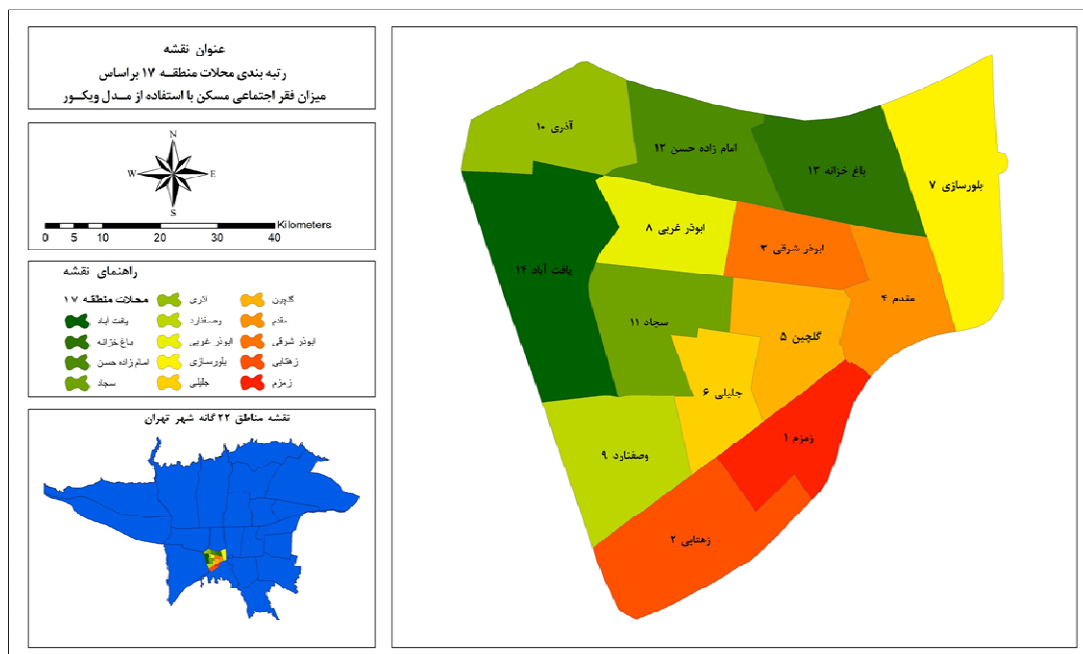 عنوان نقشه
رتبه بندی محلات منطقه ۱۷ براساس
میزان فقر اجتماعی مسکن با استفاده از مدل ویکور
N
W E
S
Kilometers
0 5 10 20 30 40
راهنمای نقشه
محلات منطقه ۱۷
یافت آباد
باغ خزانه
امام زاده حسن
سجاد
آذری
وصفنارد
ابوذر غربی
بلورسازی
جلیلی
گلچین
مقدم
ابوذر شرقی
زهتابی
زمزم
نقشه مناطق ۲۲ گانه شهر تهران
آذری ۱۰
امام زاده حسن ۱۲
باغ خزانه ۱۳
بلورسازی ۷
ابوذر غربی ۸
ابوذر شرقی ۳
یافت آباد ۱۴
مقدم ۴
سجاد ۱۱
گلچین ۵
جلیلی ۶
زمزم ۱
وصفنارد ۹
زهتابی ۲